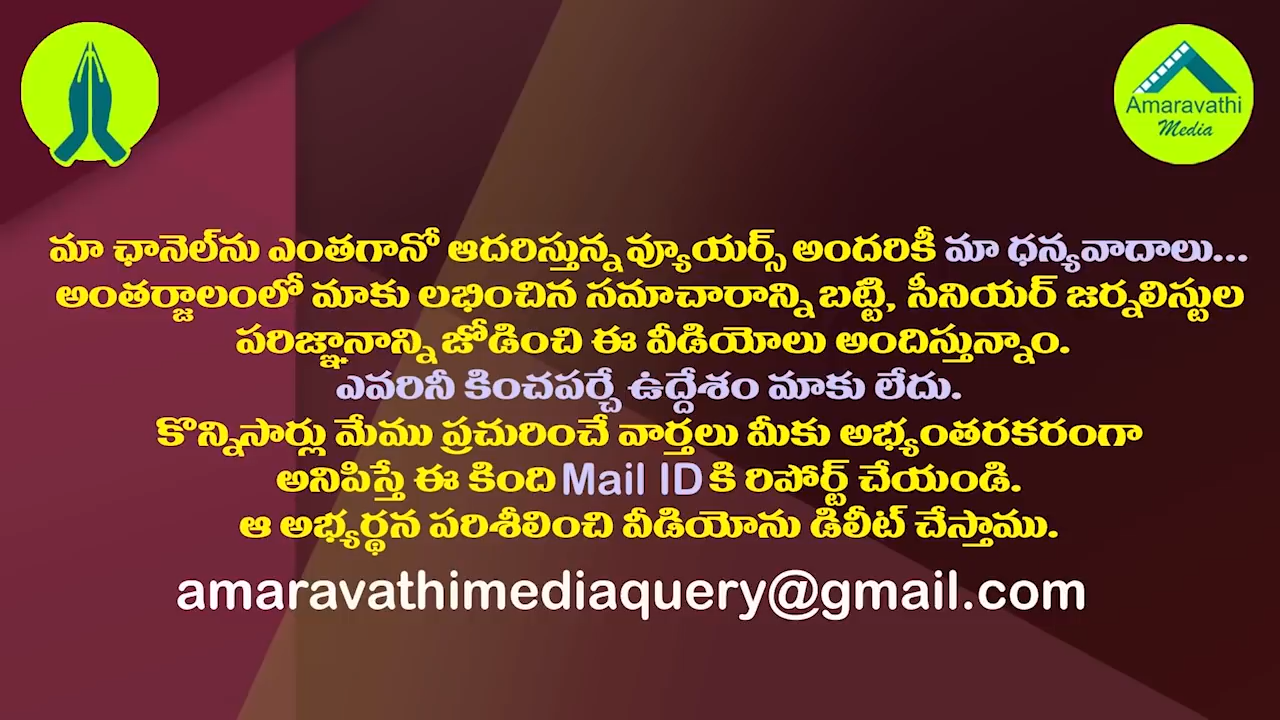 Amaravathi
Media
మా ఛానెల్‌ను ఎంతగానో ఆదరిస్తున్న వ్యూయర్స్ అందరికీ మా ధన్యవాదాలు...
అంతర్జాలంలో మాకు లభించిన సమాచారాన్ని బట్టి, సీనియర్ జర్నలిస్టుల
పరిజ్ఞానాన్ని జోడించి ఈ వీడియోలు అందిస్తున్నాం.
ఎవరినీ కించపర్చే ఉద్దేశం మాకు లేదు.
కొన్నిసార్లు మేము ప్రచురించే వార్తలు మీకు అభ్యంతరకరంగా
అనిపిస్తే ఈ కింది Mail ID కి రిపోర్ట్ చేయండి.
ఆ అభ్యర్థన పరిశీలించి వీడియోను డిలీట్ చేస్తాము.
amaravathimediaquery@gmail.com